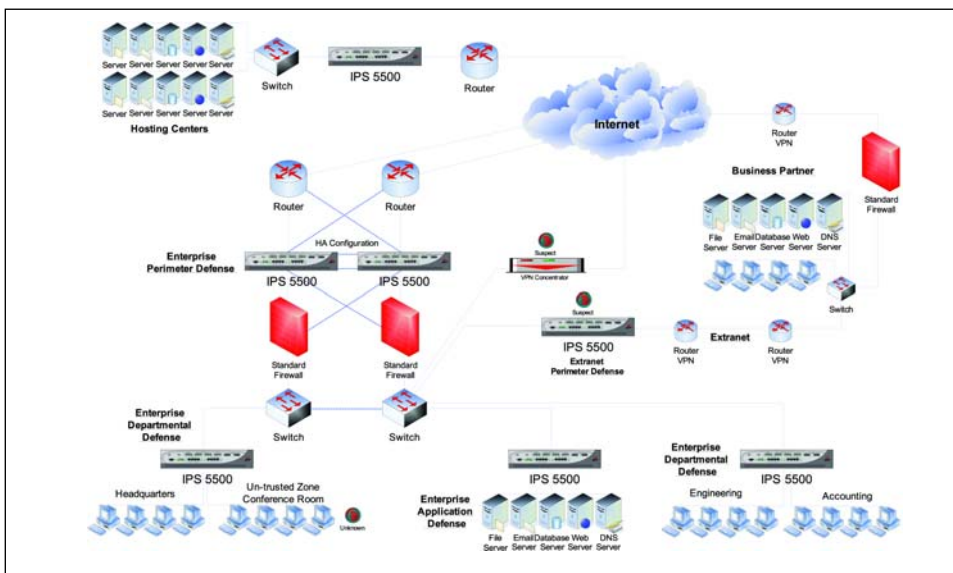 Server Server Server Server Server
Switch
IPS 5500
Router
Server Server Server Server Server
Hosting Centers
Internet
Router
VPN
Business Partner
Standard
Firewall
File
Server
Email
Server
Database
Server
Web
Server
DNS
Server
Switch
Router
Router
HA Configuration
Enterprise
Perimeter Defense
IPS 5500
IPS 5500
Suspect
VPN Concentrator
Suspect
IPS 5500
Extranet
Perimeter Defense
Router
VPN
Extranet
Router
VPN
Standard
Firewall
Standard
Firewall
Enterprise
Departmental
Defense
Switch
Switch
IPS 5500
Headquarters
Un-trusted Zone
Conference Room
Unknown
IPS 5500
Enterprise
Application
Defense
File
Server
Email
Server
Database
Server
Web
Server
DNS
Server
Enterprise
Departmental
Defense
IPS 5500
Engineering
Accounting